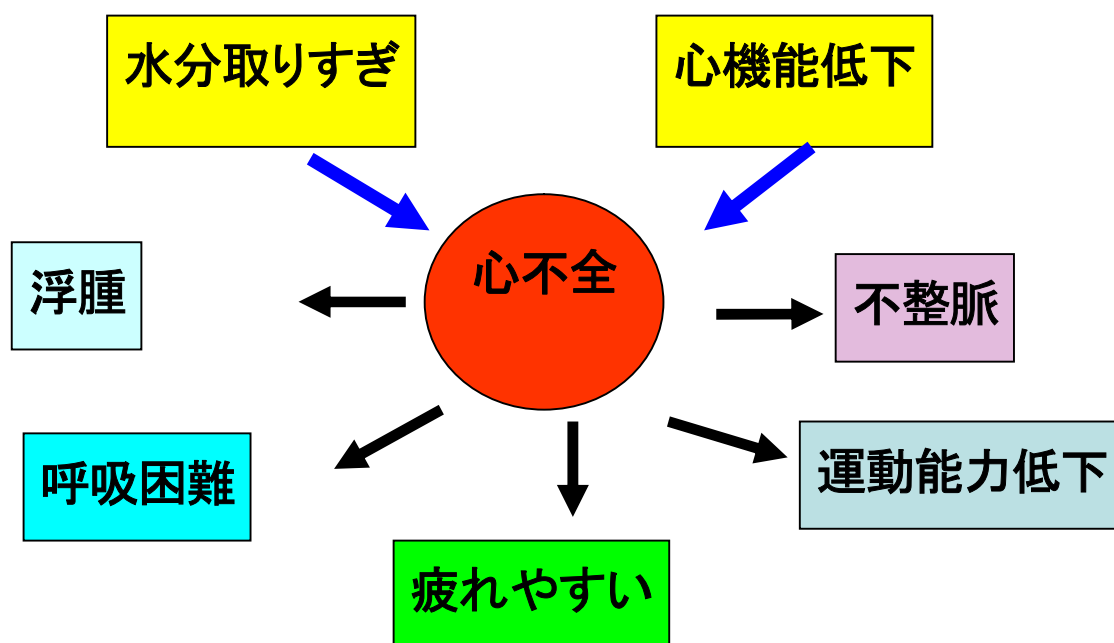 水分取りすぎ
心機能低下
心不全
浮腫
不整脈
呼吸困難
運動能力低下
疲れやすい